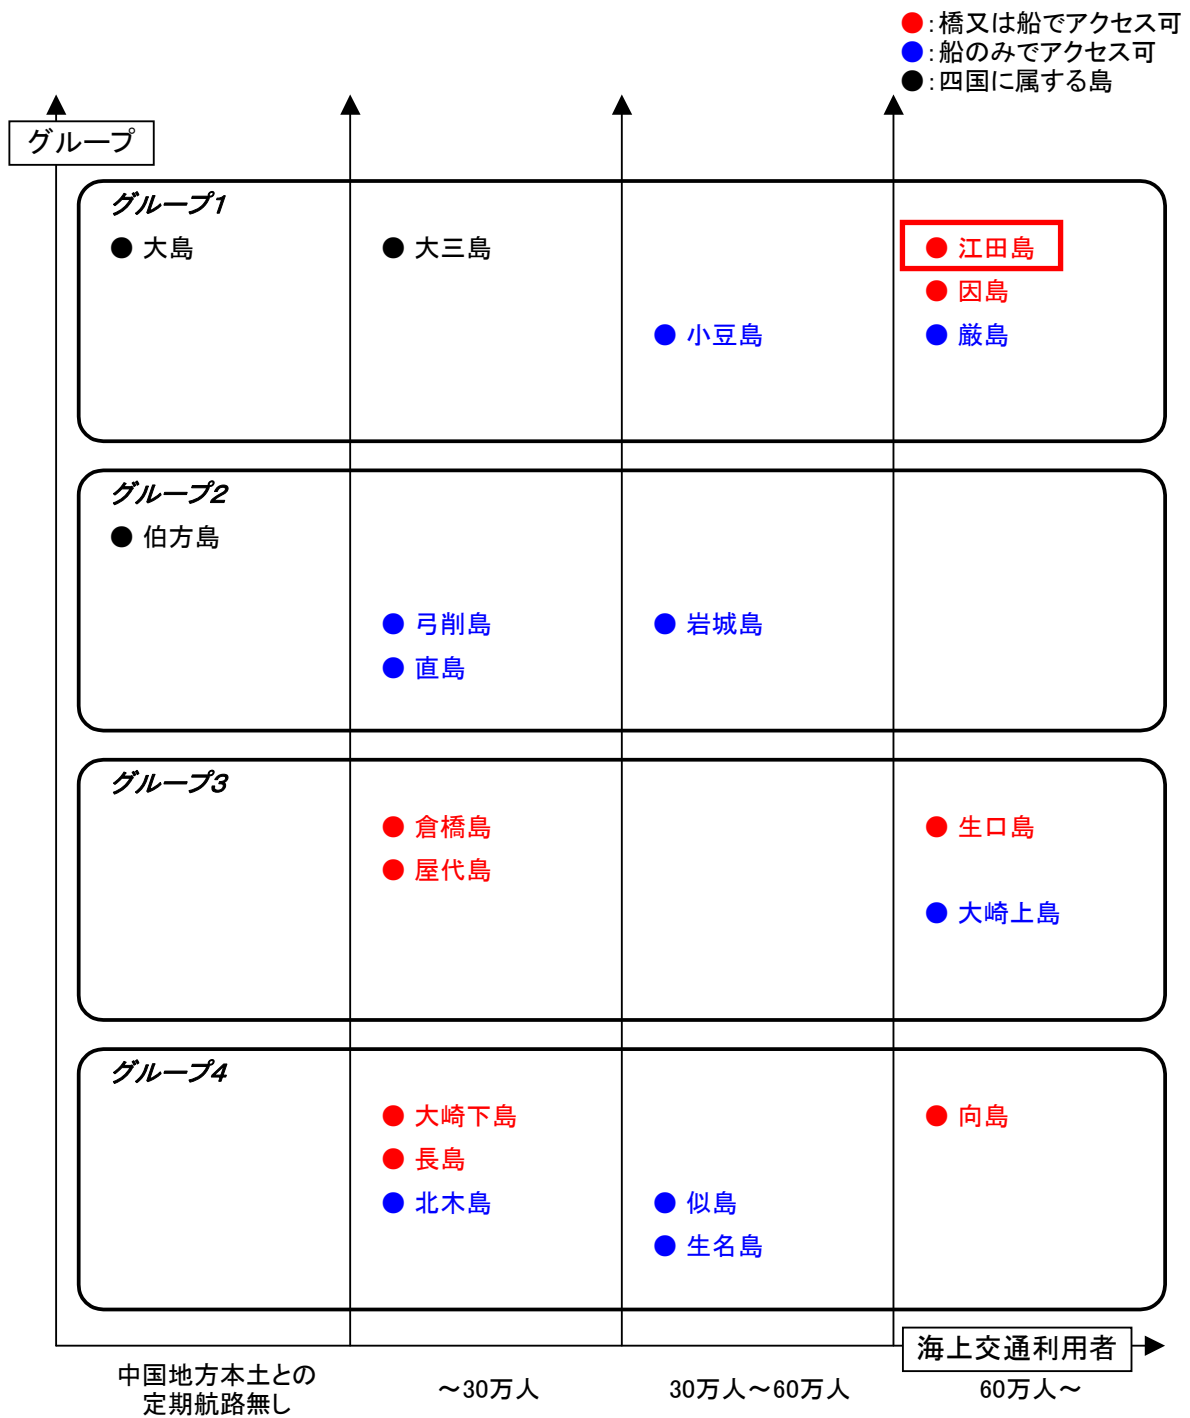 ●：橋又は船でアクセス可
●：船のみでアクセス可
●：四国に属する島
グループ
グループ1
● 大島
● 大三島
● 江田島
● 因島
● 小豆島
● 厳島
グループ2
● 伯方島
● 弓削島
● 岩城島
● 直島
グループ3
● 倉橋島
● 生口島
● 屋代島
● 大崎上島
グループ4
● 大崎下島
● 向島
● 長島
● 北木島
● 似島
● 生名島
海上交通利用者
中国地方本土との
定期航路無し
～30万人
30万人～60万人
60万人～